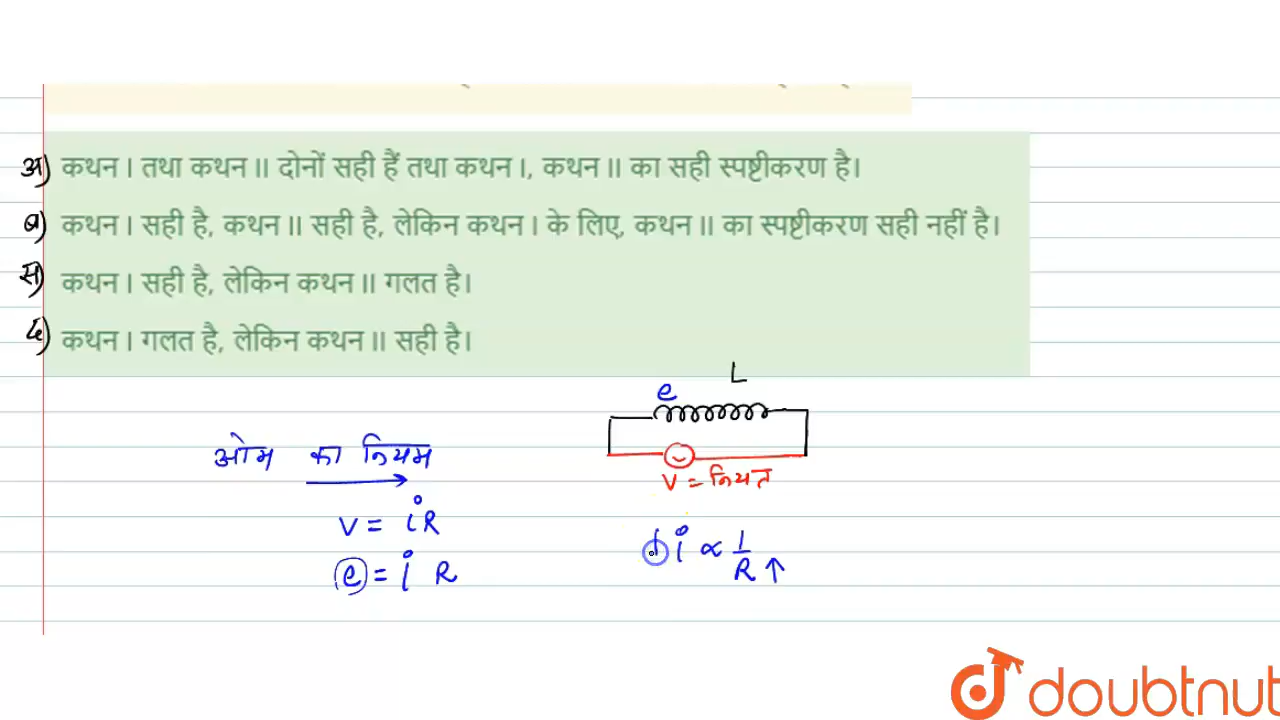 अ) कथन I तथा कथन II दोनों सही हैं तथा कथन I, कथन II का सही स्पष्टीकरण है।
ब) कथन I सही है, कथन II सही है, लेकिन कथन I के लिए, कथन II का स्पष्टीकरण सही नहीं है।
स) कथन I सही है, लेकिन कथन II गलत है।
द) कथन I गलत है, लेकिन कथन II सही है।
L
e
ओम का नियम
V = नियत
V = iR
i ∝ 1/R ↑
e = i R
doubtnut